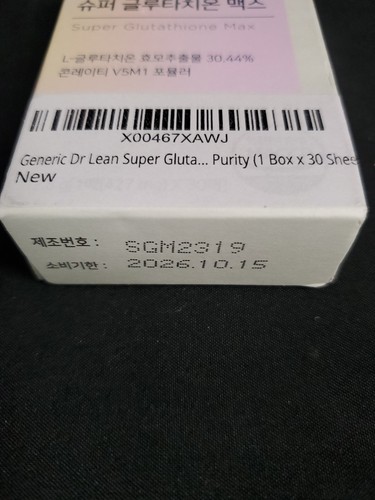 슈퍼 글루타치온 맥스
Super Glutathione Max
L-글루타치온 효모추출물 30.44%
콘레이티 VSM1 포뮬러
X00467XAWJ
Generic Dr Lean Super Gluta... Purity (1 Box x 30 Shee
New
제조번호 : SGM2319
소비기한 : 2026.10.15